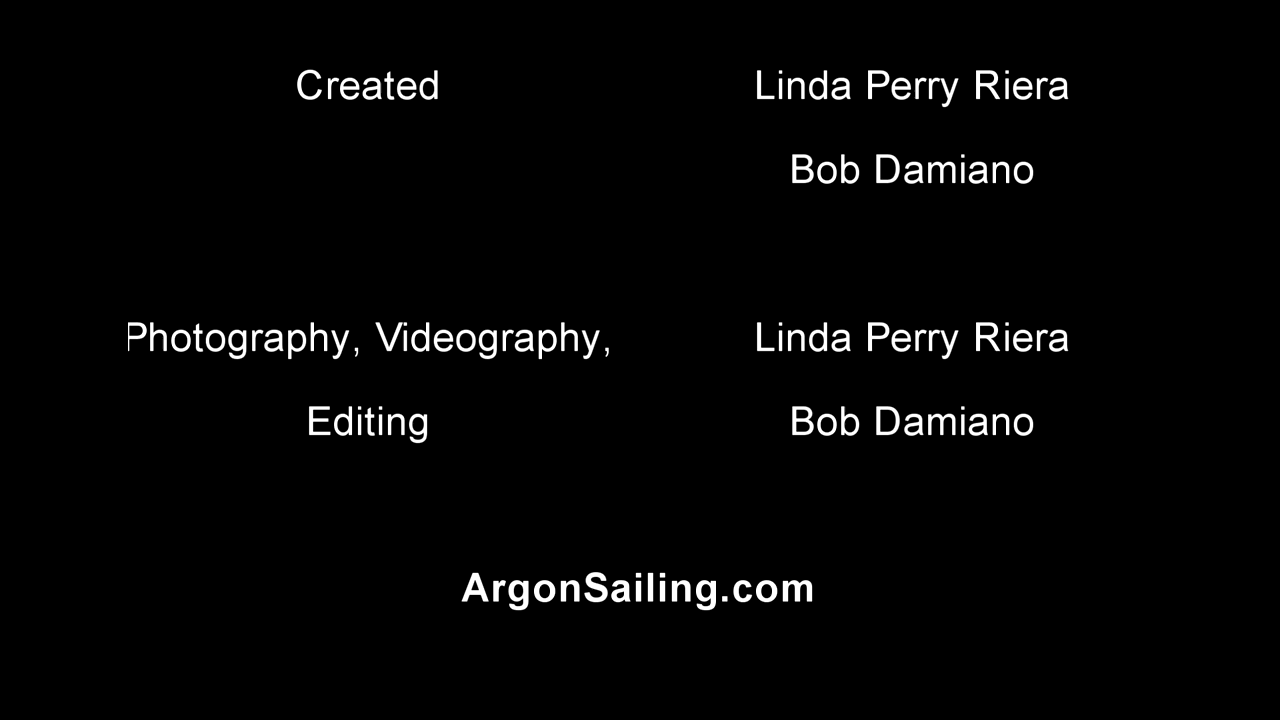 Created Linda Perry Riera
Bob Damiano
Photography, Videography, Linda Perry Riera
Editing Bob Damiano
ArgonSailing.com